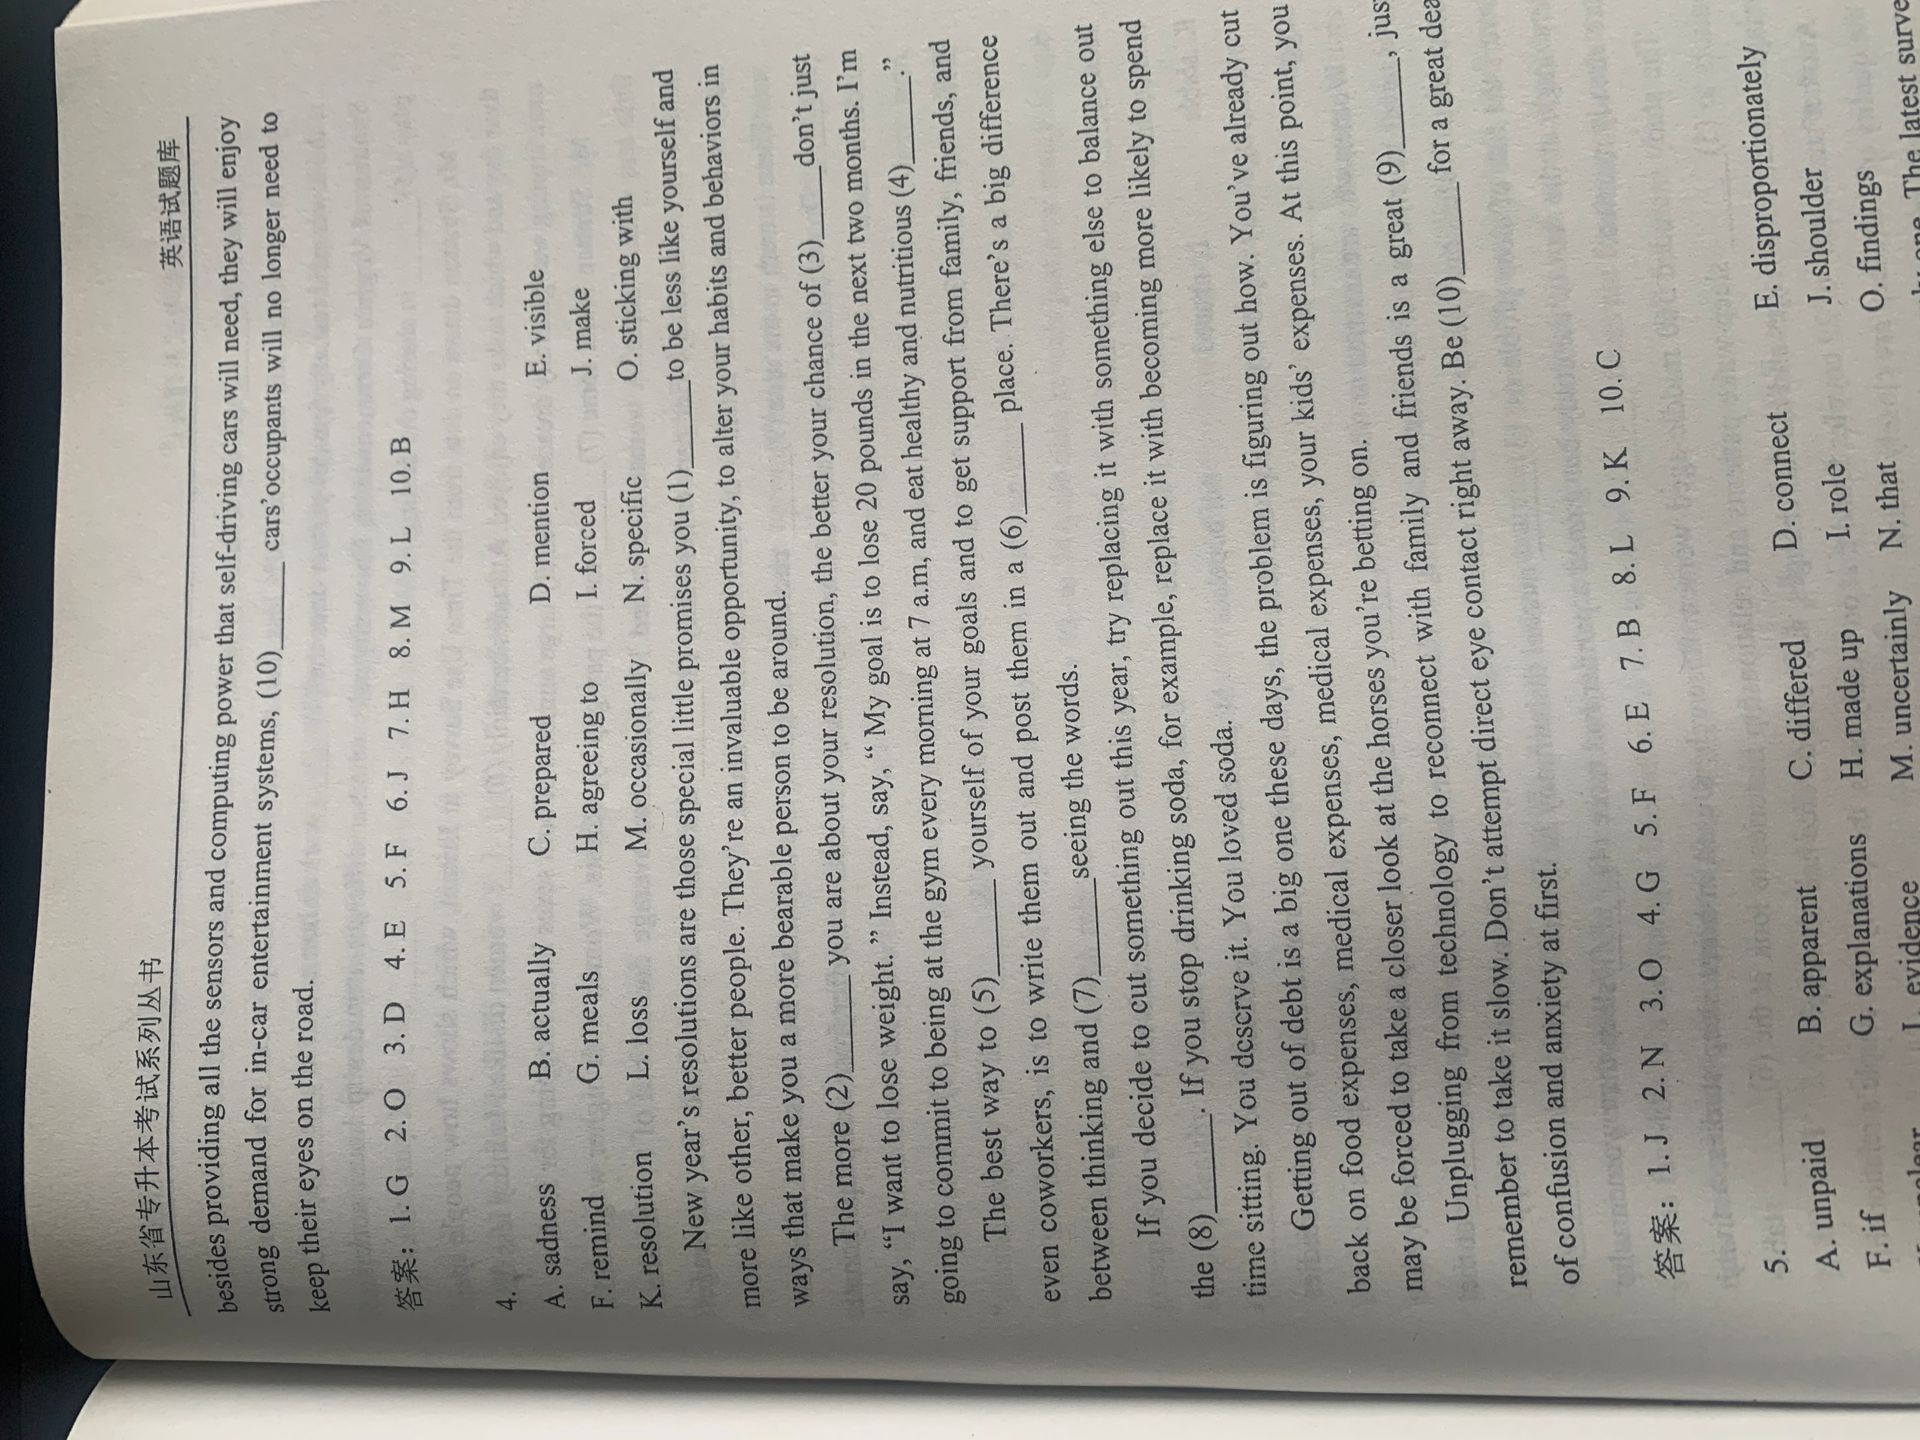 山东省专升本考试系列丛书
英语试题库
besides providing all the sensors and computing power that self-driving cars will need, they will enjoy
strong demand for in-car entertainment systems, (10)______ cars'occupants will no longer need to
keep their eyes on the road.
答案：1. G 2. O 3. D 4. E 5. F 6. J 7. H 8. M 9. L 10. B
4.
A. sadness B. actually C. prepared D. mention E. visible
F. remind G. meals H. agreeing to I. forced J. make
K. resolution L. loss M. occasionally N. specific O. sticking with
New year's resolutions are those special little promises you (1)______to be less like yourself and
more like other, better people. They're an invaluable opportunity, to alter your habits and behaviors in
ways that make you a more bearable person to be around.
The more (2)______ you are about your resolution, the better your chance of (3)_____don't just
say, “I want to lose weight. ” Instead, say, “ My goal is to lose 20 pounds in the next two months. I'm
going to commit to being at the gym every morning at 7 a.m, and eat healthy and nutritious (4)______.”
The best way to (5)______ yourself of your goals and to get support from family, friends, and
even coworkers, is to write them out and post them in a (6)______ place. There's a big difference
between thinking and (7)______seeing the words.
If you decide to cut something out this year, try replacing it with something else to balance out
the (8)______. If you stop drinking soda, for example, replace it with becoming more likely to spend
time sitting. You dcscrve it. You loved soda.
Getting out of debt is a big one these days, the problem is figuring out how. You've already cut
back on food expenses, medical expenses, medical expenses, your kids' expenses. At this point, you
may be forced to take a closer look at the horses you're betting on.
Unplugging from technology to reconnect with family and friends is a great (9)______, jus
remember to take it slow. Don't attempt direct eye contact right away. Be (10)______ for a great dea
of confusion and anxiety at first.
答案：1. J 2. N 3. O 4. G 5. F 6. E 7. B 8. L 9. K 10. C
5.
A. unpaid B. apparent C. differed D. connect E. disproportionately
F. if G. explanations H. made up I. role J. shoulder
L. evidence M. uncertainly N. that O. findings
one. The latest surve